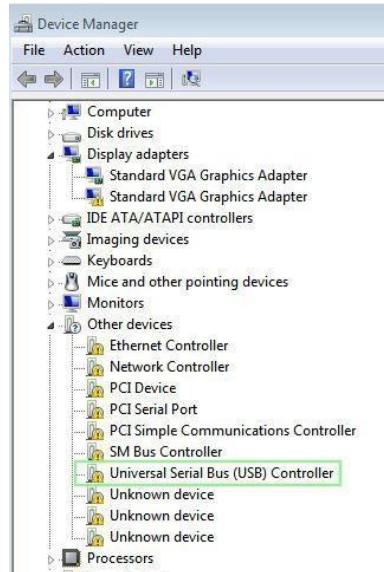 Device Manager
File Action View Help
Computer
Disk drives
Display adapters
Standard VGA Graphics Adapter
Standard VGA Graphics Adapter
IDE ATA/ATAPI controllers
Imaging devices
Keyboards
Mice and other pointing devices
Monitors
Other devices
Ethernet Controller
Network Controller
PCI Device
PCI Serial Port
PCI Simple Communications Controller
SM Bus Controller
Universal Serial Bus (USB) Controller
Unknown device
Unknown device
Unknown device
Processors